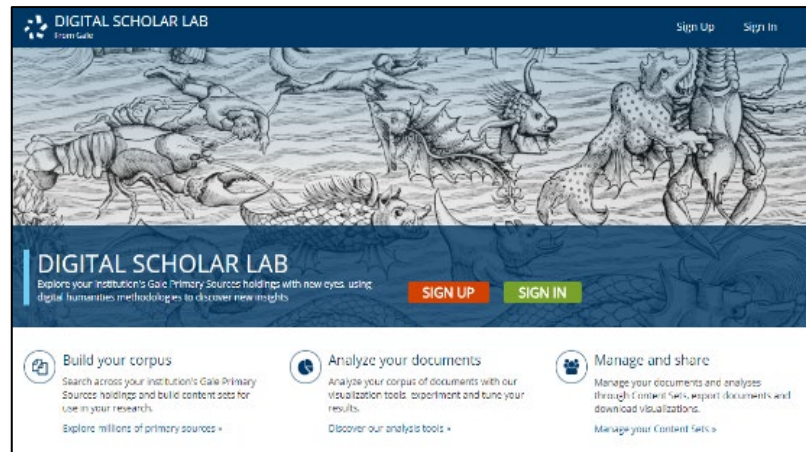 DIGITAL SCHOLAR LAB
From Gale
Sign Up
Sign In
DIGITAL SCHOLAR LAB
Explore your institution's Gale Primary Sources holdings with new eyes, using
digital humanities methodologies to discover new insights
SIGN UP
SIGN IN
Build your corpus
Search across your institution's Gale Primary
Sources holdings and build content sets for
use in your research.
Explore millions of primary sources »
Analyze your documents
Analyze your corpus of documents with our
visualization tools, experiment and tune your
results.
Discover our analysis tools »
Manage and share
Manage your documents and analyses
through Content Sets, export documents and
download visualizations.
Manage your Content Sets »